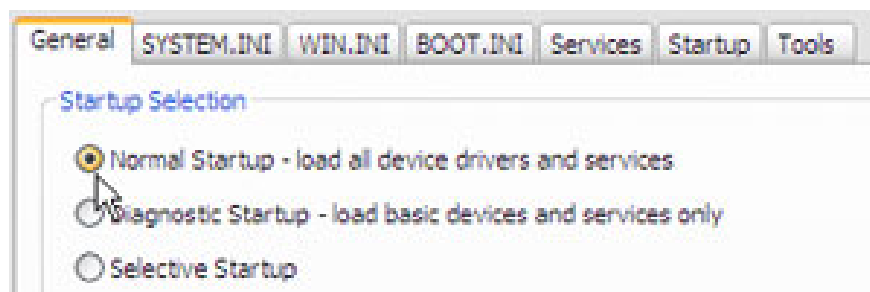 General SYSTEM.INI WIN.INI BOOT.INI Services Startup Tools
Startup Selection
Normal Startup - load all device drivers and services
Diagnostic Startup - load basic devices and services only
Selective Startup